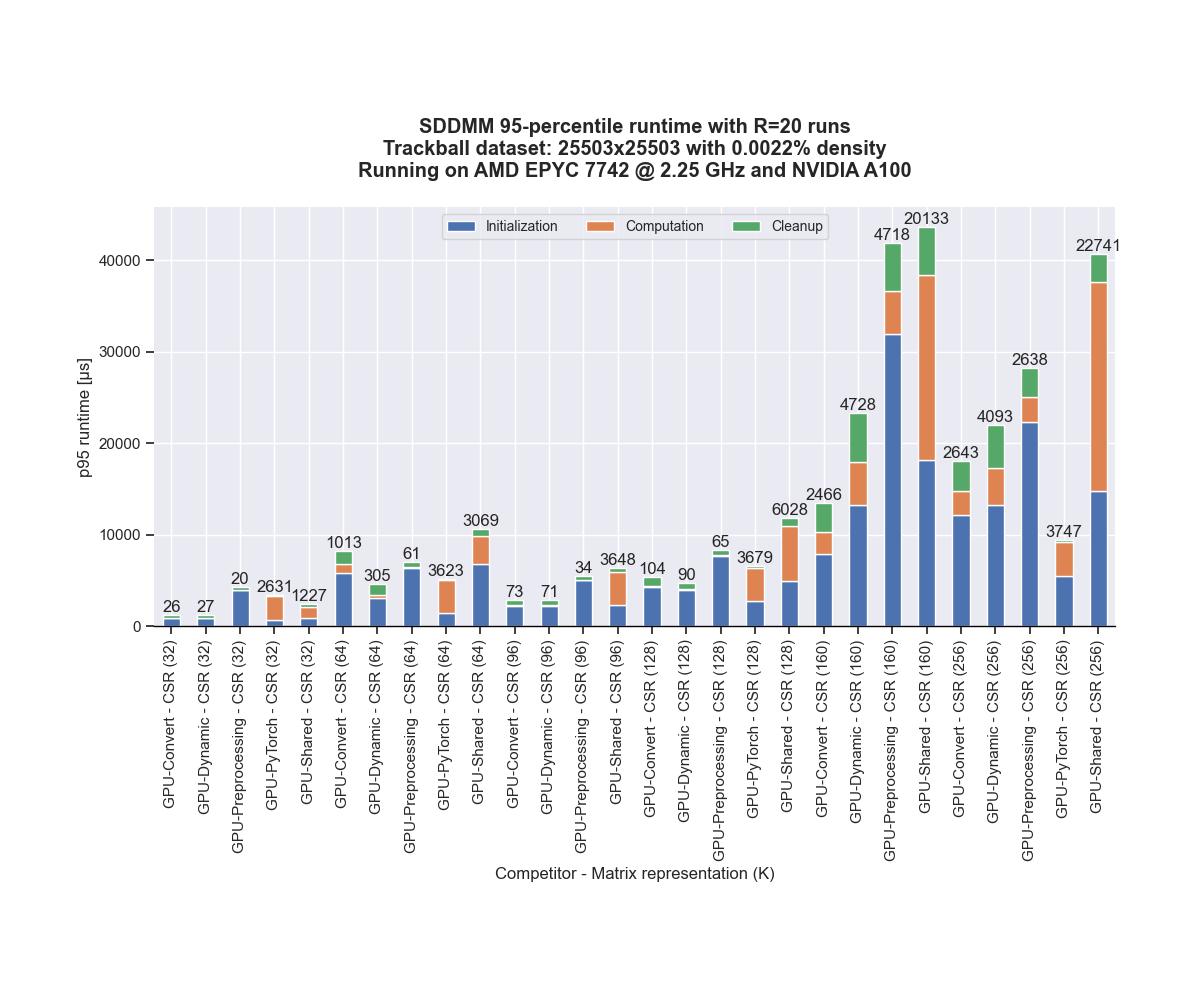 SDDMM 95-percentile runtime with R=20 runs
Trackball dataset: 25503x25503 with 0.0022% density
Running on AMD EPYC 7742 @ 2.25 GHz and NVIDIA A100
Initialization
Computation
Cleanup
p95 runtime [µs]
40000
30000
20000
10000
0
26
27
20
2631
1227
1013
305
61
3623
3069
73
71
34
3648
104
90
65
3679
6028
2466
4728
4718
20133
2643
4093
2638
3747
22741
GPU-Convert - CSR (32)
GPU-Dynamic - CSR (32)
GPU-Preprocessing - CSR (32)
GPU-PyTorch - CSR (32)
GPU-Shared - CSR (32)
GPU-Convert - CSR (64)
GPU-Dynamic - CSR (64)
GPU-Preprocessing - CSR (64)
GPU-PyTorch - CSR (64)
GPU-Shared - CSR (64)
GPU-Convert - CSR (96)
GPU-Dynamic - CSR (96)
GPU-Preprocessing - CSR (96)
GPU-Shared - CSR (96)
GPU-Convert - CSR (128)
GPU-Dynamic - CSR (128)
GPU-Preprocessing - CSR (128)
GPU-PyTorch - CSR (128)
GPU-Shared - CSR (128)
GPU-Convert - CSR (160)
GPU-Dynamic - CSR (160)
GPU-Preprocessing - CSR (160)
GPU-Shared - CSR (160)
GPU-Convert - CSR (256)
GPU-Dynamic - CSR (256)
GPU-Preprocessing - CSR (256)
GPU-PyTorch - CSR (256)
GPU-Shared - CSR (256)
Competitor - Matrix representation (K)